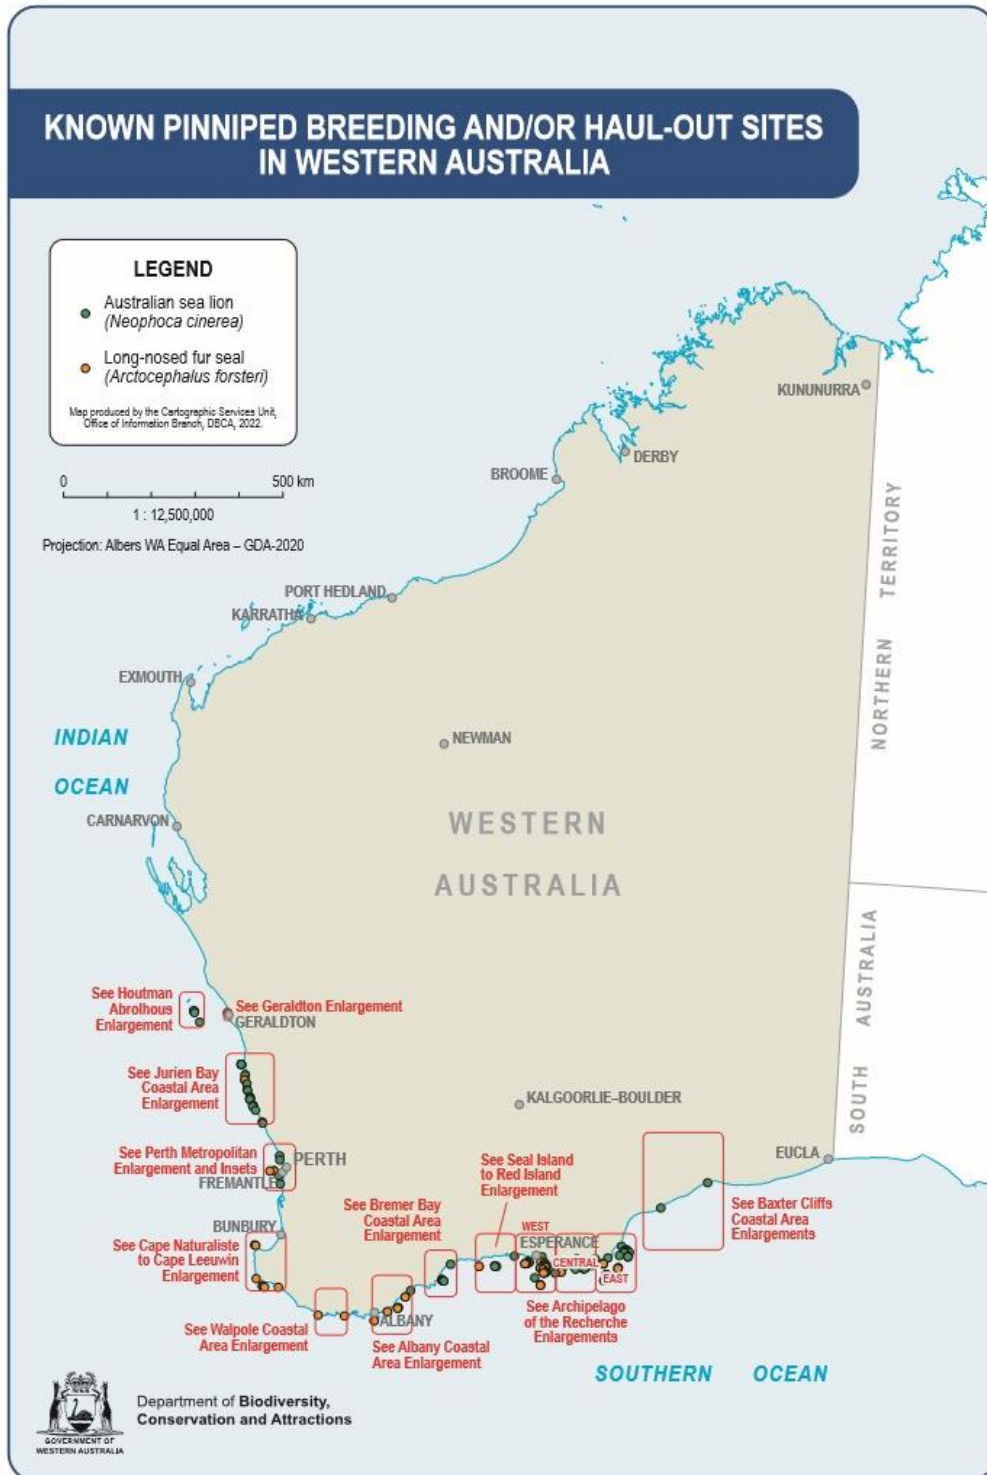 KNOWN PINNIPED BREEDING AND/OR HAUL-OUT SITES
IN WESTERN AUSTRALIA
LEGEND
Australian sea lion
(Neophoca cinerea)
Long-nosed fur seal
(Arctocephalus forsteri)
Map produced by the Cartographic Services Unit,
Office of Information Branch, DBCA, 2022.
0 500 km
1 : 12,500,000
Projection: Albers WA Equal Area – GDA-2020
KUNUNURRA
DERBY
BROOME
NORTHERN TERRITORY
PORT HEDLAND
KARRATHA
EXMOUTH
INDIAN
OCEAN
NEWMAN
CARNARVON
WESTERN
AUSTRALIA
SOUTH AUSTRALIA
See Houtman
Abrolhous
Enlargement
See Geraldton Enlargement
GERALDTON
See Jurien Bay
Coastal Area
Enlargement
KALGOORLIE–BOULDER
See Perth Metropolitan
Enlargement and Insets
PERTH
FREMANTLE
EUCLA
See Seal Island
to Red Island
Enlargement
See Bremer Bay
Coastal Area
Enlargement
See Baxter Cliffs
Coastal Area
Enlargements
BUNBURY
WEST
ESPERANCE
CENTRAL
EAST
See Cape Naturaliste
to Cape Leeuwin
Enlargement
See Archipelago
of the Recherche
Enlargements
ALBANY
See Walpole Coastal
Area Enlargement
See Albany Coastal
Area Enlargement
SOUTHERN OCEAN
Department of Biodiversity,
Conservation and Attractions
GOVERNMENT OF
WESTERN AUSTRALIA